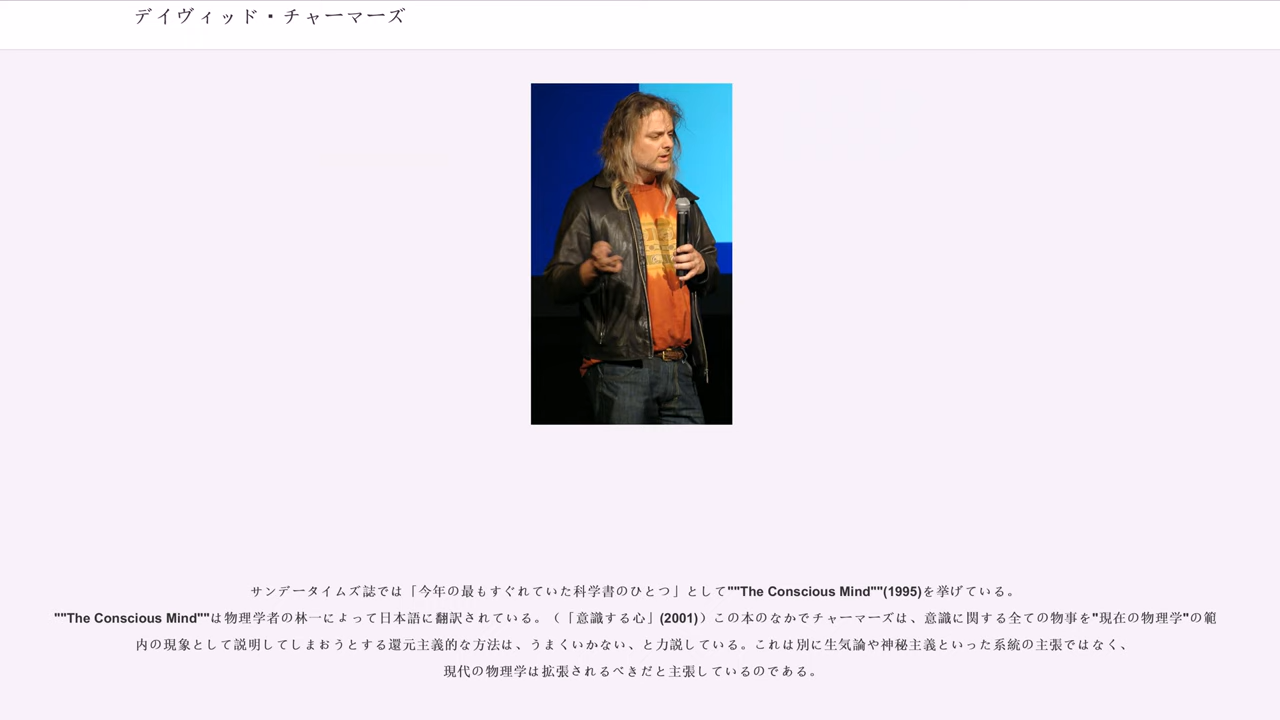 デイヴィッド・チャーマーズ
サンデータイムズ誌では「今年の最もすぐれていた科学書のひとつ」として""The Conscious Mind""(1995)を挙げている。
""The Conscious Mind""は物理学者の林一によって日本語に翻訳されている。（「意識する心」(2001)）この本のなかでチャーマーズは、意識に関する全ての物事を"現在の物理学"の範
内の現象として説明してしまおうとする還元主義的な方法は、うまくいかない、と力説している。これは別に生気論や神秘主義といった系統の主張ではなく、
現代の物理学は拡張されるべきだと主張しているのである。